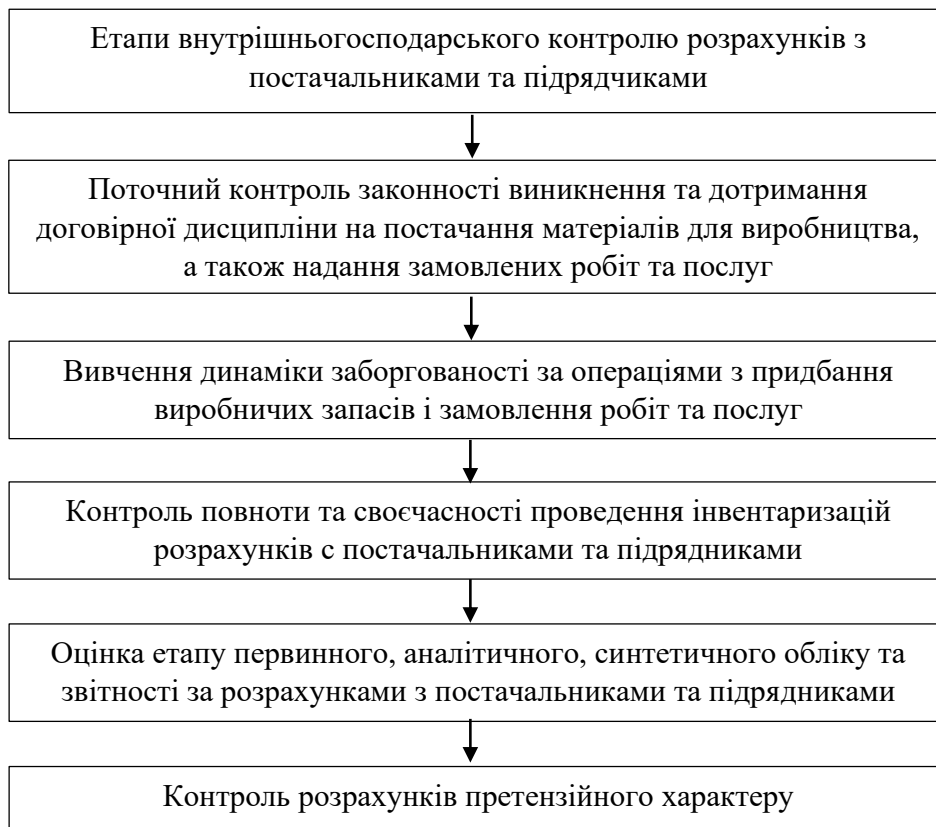 Етапи внутрішньогосподарського контролю розрахунків з
постачальниками та підрядчиками
Поточний контроль законності виникнення та дотримання
договірної дисципліни на постачання матеріалів для виробництва,
а також надання замовлених робіт та послуг
Вивчення динаміки заборгованості за операціями з придбання
виробничих запасів і замовлення робіт та послуг
Контроль повноти та своєчасності проведення інвентаризацій
розрахунків с постачальниками та підрядниками
Оцінка етапу первинного, аналітичного, синтетичного обліку та
звітності за розрахунками з постачальниками та підрядниками
Контроль розрахунків претензійного характеру